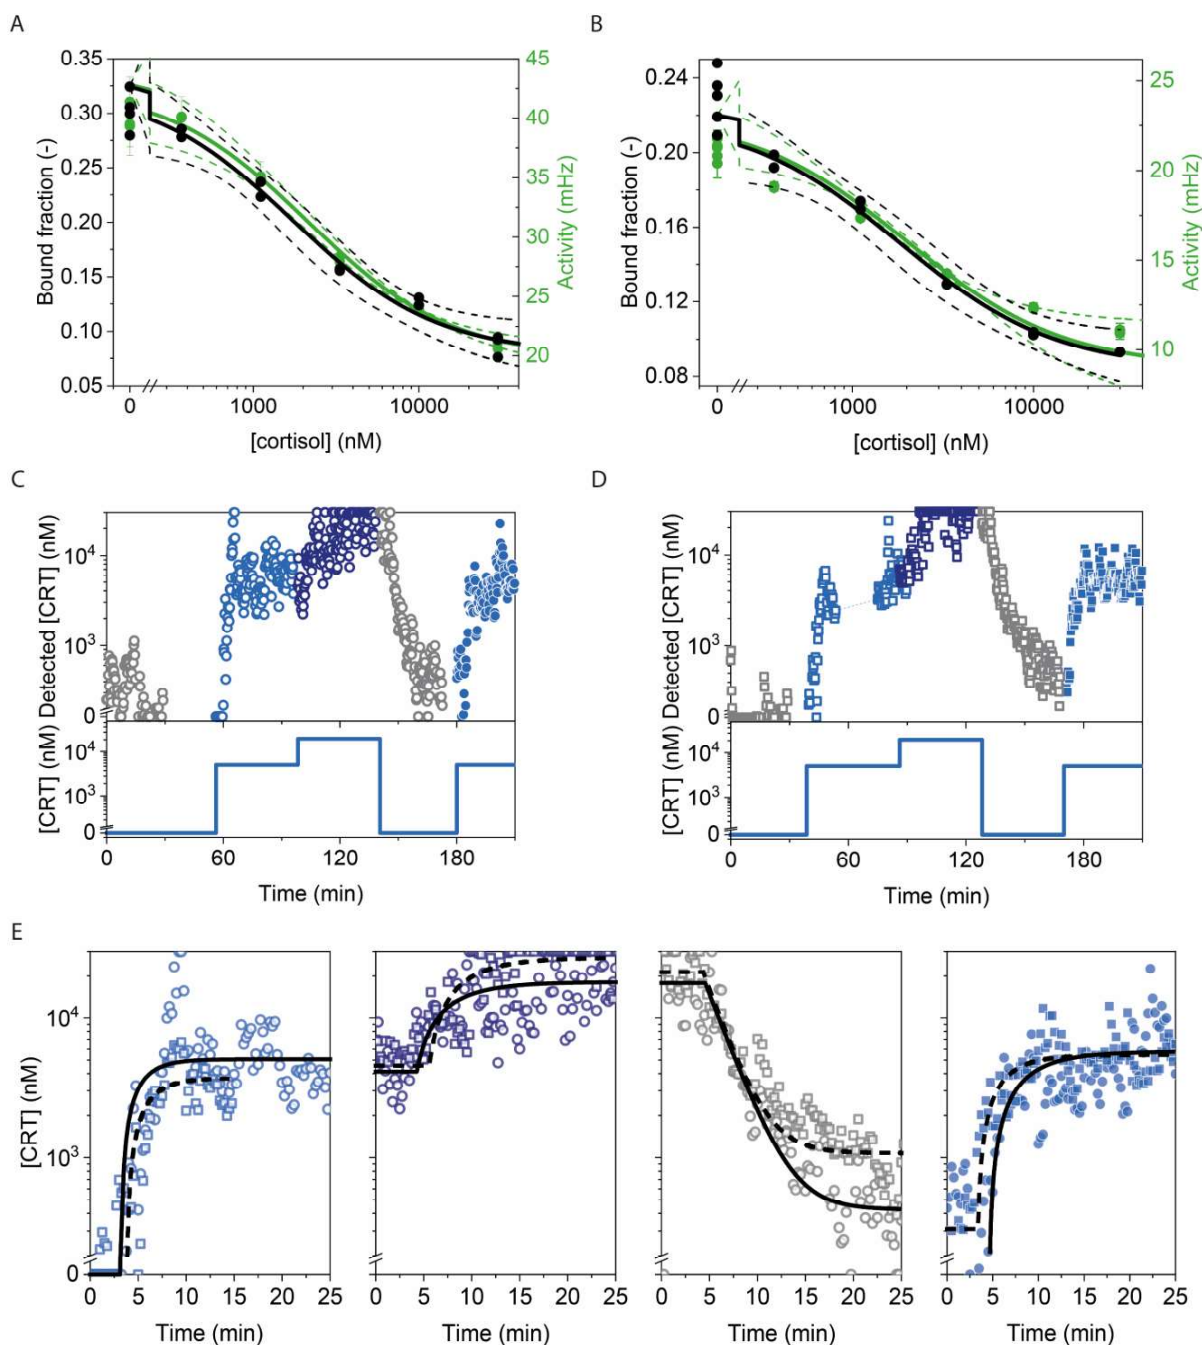 A
B
0.35
0.30
0.25
0.20
0.15
0.10
0.05
Bound fraction (-)
45
40
35
30
25
20
Activity (mHz)
0
1000
10000
[cortisol] (nM)
0.24
0.20
0.16
0.12
0.08
Bound fraction (-)
25
20
15
10
Activity (mHz)
0
1000
10000
[cortisol] (nM)
C
D
Detected [CRT] (nM)
10⁴
10³
0
[CRT] (nM)
10⁴
10³
0
0
60
120
180
Time (min)
Detected [CRT] (nM)
10⁴
10³
0
[CRT] (nM)
10⁴
10³
0
0
60
120
180
Time (min)
E
[CRT] (nM)
10⁴
10³
0
0 5 10 15 20 25
Time (min)
0 5 10 15 20 25
Time (min)
0 5 10 15 20 25
Time (min)
0 5 10 15 20 25
Time (min)